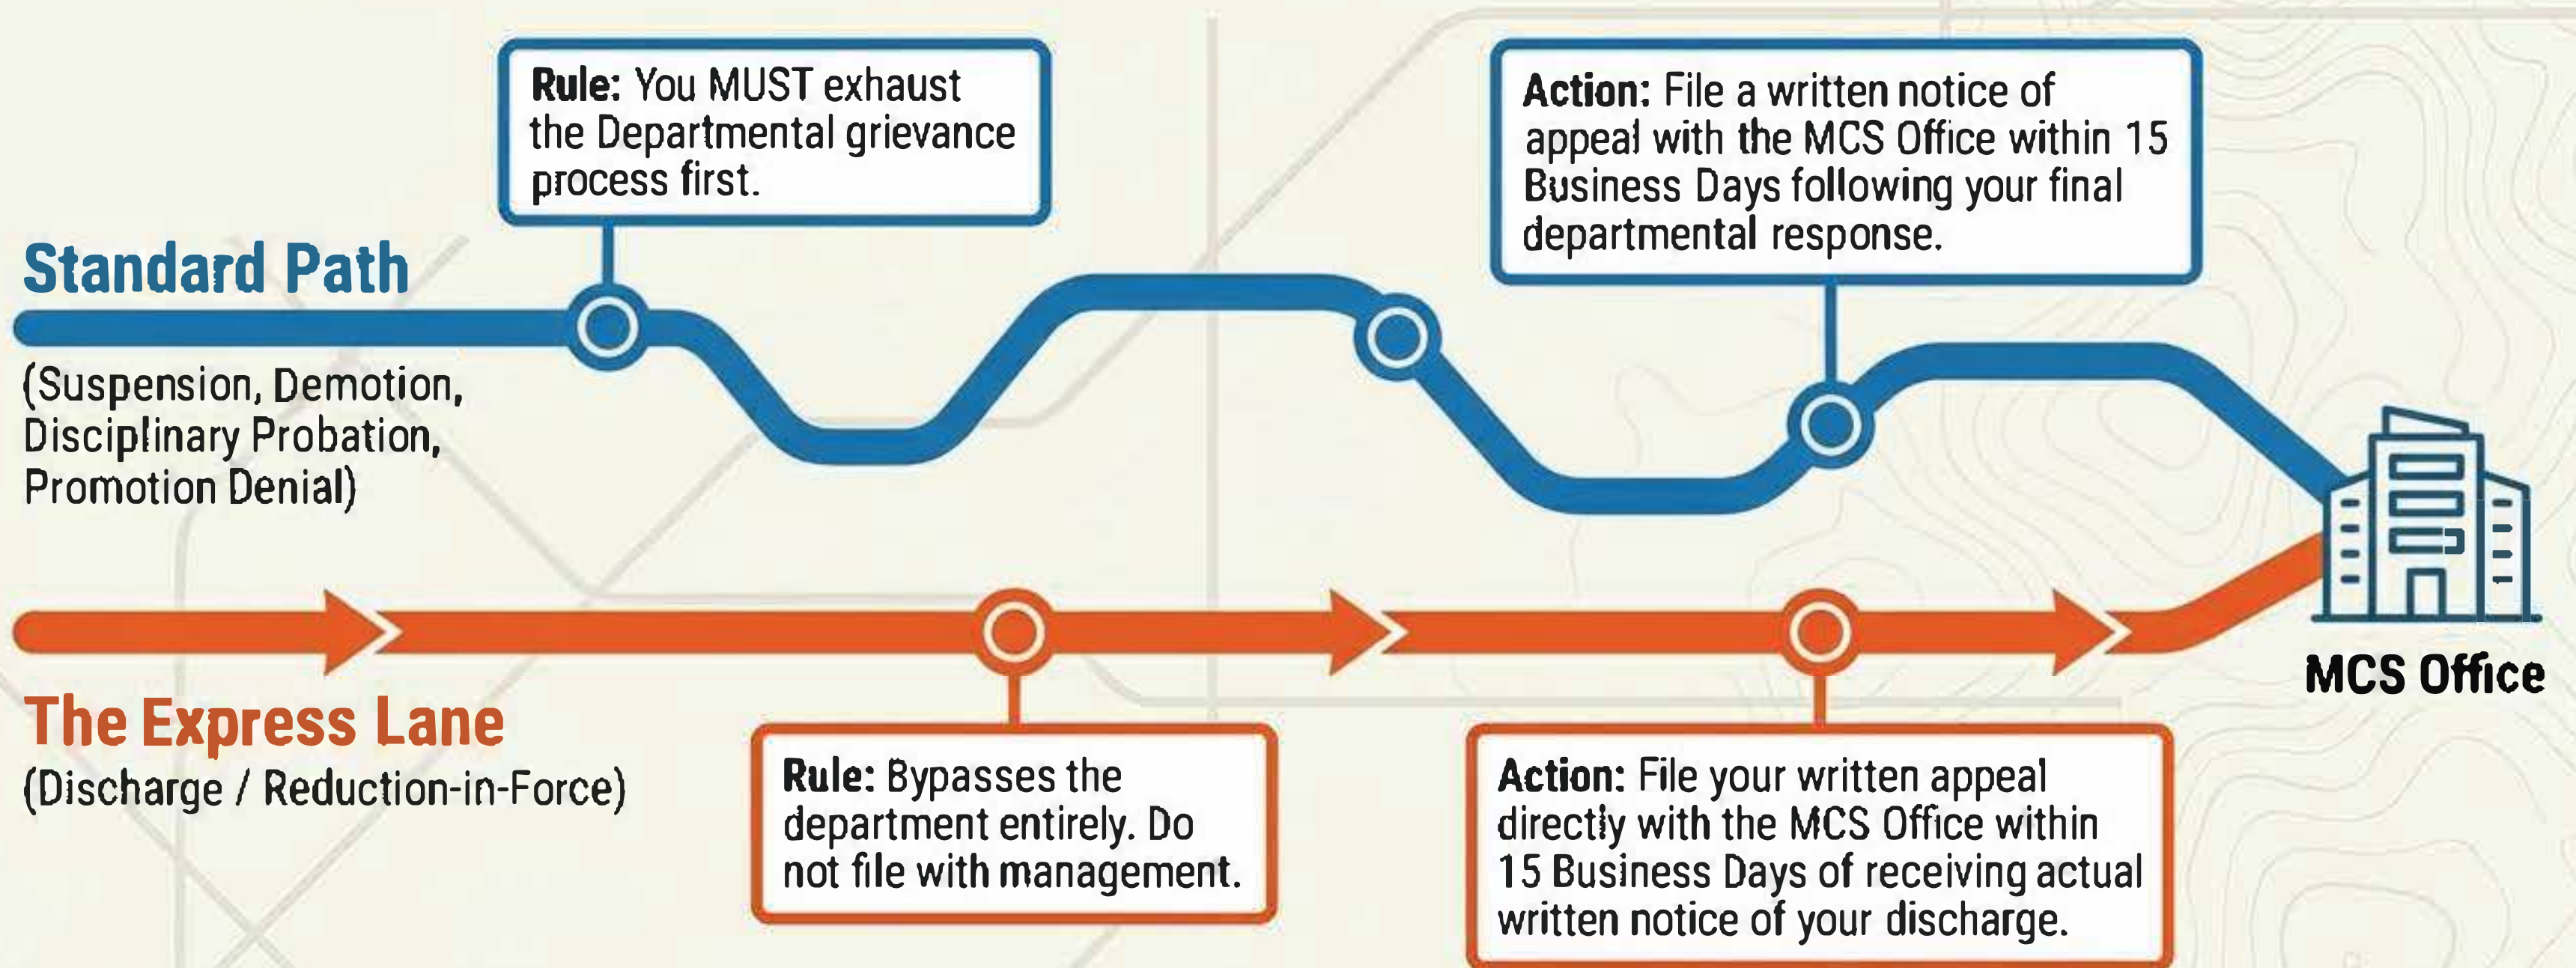 Rule: You MUST exhaust
the Departmental grievance
process first.
Action: File a written notice of
appeal with the MCS Office within 15
Business Days following your final
departmental response.
Standard Path
(Suspension, Demotion,
Disciplinary Probation,
Promotion Denial)
MCS Office
The Express Lane
(Discharge / Reduction-in-Force)
Rule: Bypasses the
department entirely. Do
not file with management.
Action: File your written appeal
directly with the MCS Office within
15 Business Days of receiving actual
written notice of your discharge.